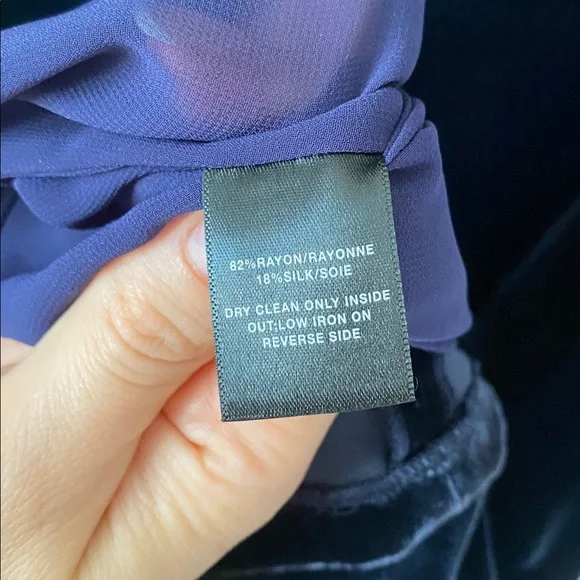 82%RAYON/RAYONNE
18%SILK/SOIE
DRY CLEAN ONLY INSIDE
OUT;LOW IRON ON
REVERSE SIDE